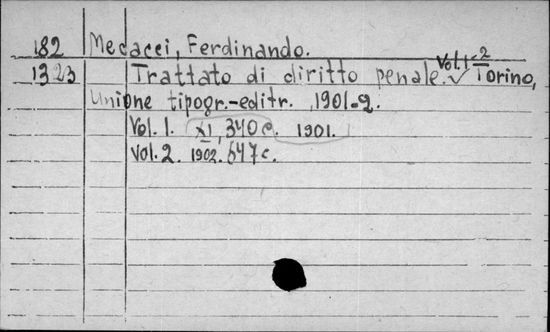 182 Mecacci, Ferdinando.
1323 Trattato di diritto penale. Vol. 1-2 Torino,
Unione tipogr.-editr. 1901-2.
Vol. 1. XI, 340 c. 1901.
Vol. 2. 1902. 647 c.